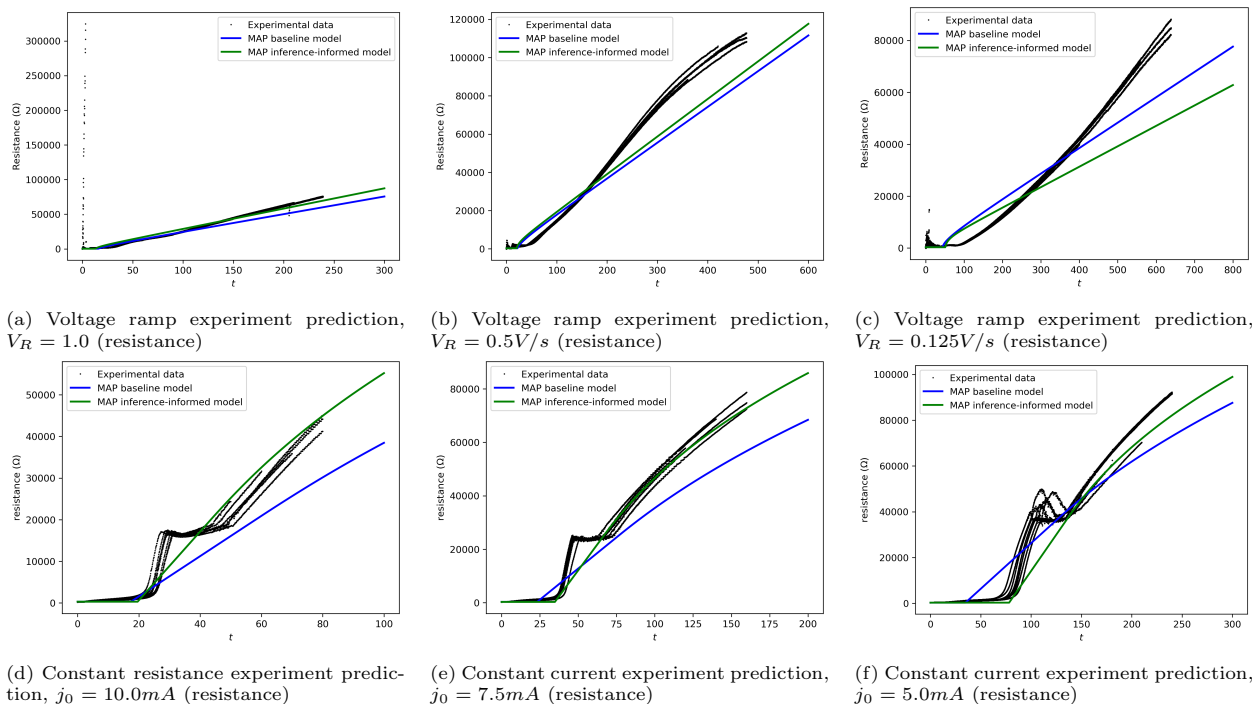 Experimental data
MAP baseline model
MAP inference-informed model
Resistance (Ω)
300000
250000
200000
150000
100000
50000
0
0 50 100 150 200 250 300
t
(a) Voltage ramp experiment prediction,
V_R = 1.0 (resistance)
Experimental data
MAP baseline model
MAP inference-informed model
Resistance (Ω)
120000
100000
80000
60000
40000
20000
0
0 100 200 300 400 500 600
t
(b) Voltage ramp experiment prediction,
V_R = 0.5V/s (resistance)
Experimental data
MAP baseline model
MAP inference-informed model
Resistance (Ω)
80000
60000
40000
20000
0
0 100 200 300 400 500 600 700 800
t
(c) Voltage ramp experiment prediction,
V_R = 0.125V/s (resistance)
Experimental data
MAP baseline model
MAP inference-informed model
resistance (Ω)
50000
40000
30000
20000
10000
0
0 20 40 60 80 100
t
(d) Constant resistance experiment predic-
tion, j_0 = 10.0mA (resistance)
Experimental data
MAP baseline model
MAP inference-informed model
resistance (Ω)
80000
60000
40000
20000
0
0 25 50 75 100 125 150 175 200
t
(e) Constant current experiment prediction,
j_0 = 7.5mA (resistance)
Experimental data
MAP baseline model
MAP inference-informed model
resistance (Ω)
100000
80000
60000
40000
20000
0
0 50 100 150 200 250 300
t
(f) Constant current experiment prediction,
j_0 = 5.0mA (resistance)